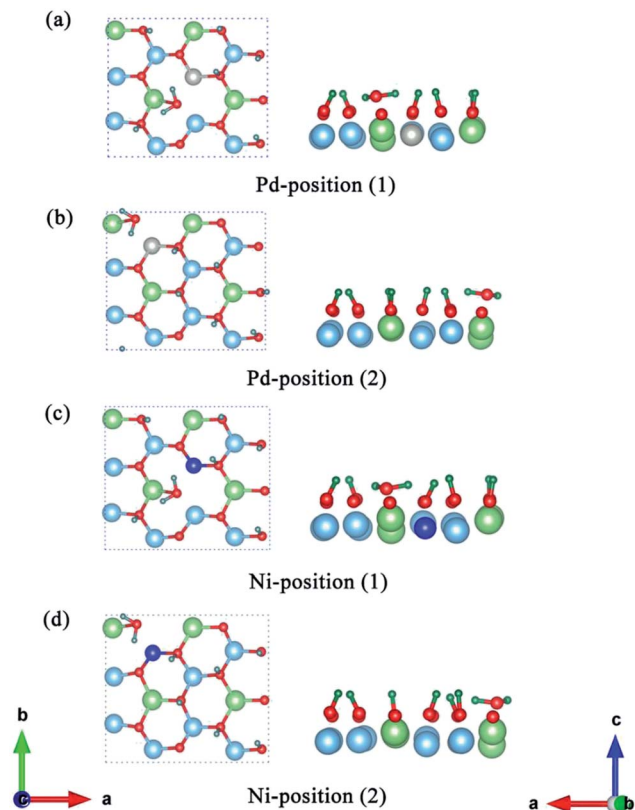 (a)
Pd-position (1)
(b)
Pd-position (2)
(c)
Ni-position (1)
(d)
Ni-position (2)
b
c
a
c
a
b